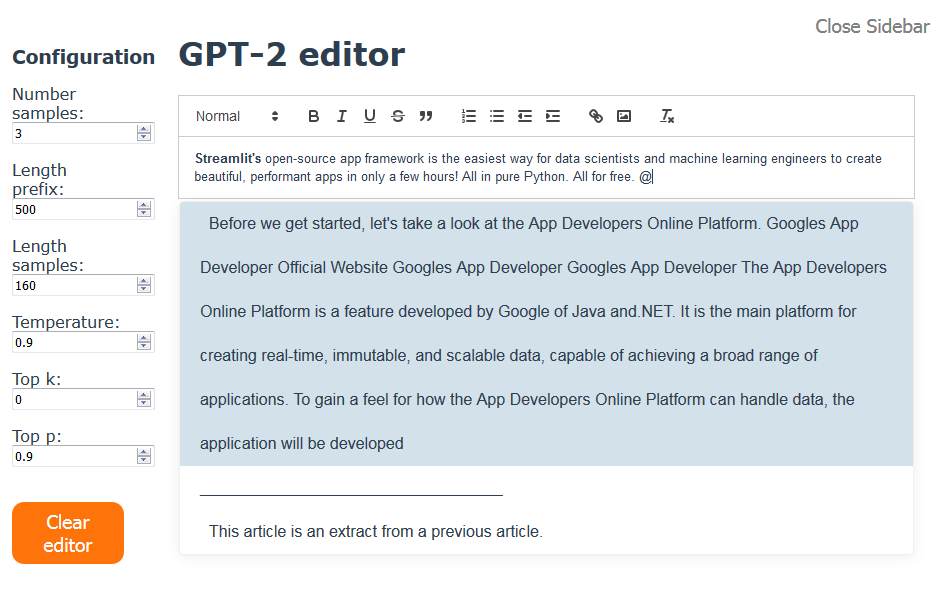 Close Sidebar
Configuration
Number
samples:
3
Length
prefix:
500
Length
samples:
160
Temperature:
0.9
Top k:
0
Top p:
0.9
Clear
editor
GPT-2 editor
Normal
B I U S
Streamlit's open-source app framework is the easiest way for data scientists and machine learning engineers to create
beautiful, performant apps in only a few hours! All in pure Python. All for free. @
Before we get started, let's take a look at the App Developers Online Platform. Googles App
Developer Official Website Googles App Developer Googles App Developer The App Developers
Online Platform is a feature developed by Google of Java and.NET. It is the main platform for
creating real-time, immutable, and scalable data, capable of achieving a broad range of
applications. To gain a feel for how the App Developers Online Platform can handle data, the
application will be developed
This article is an extract from a previous article.